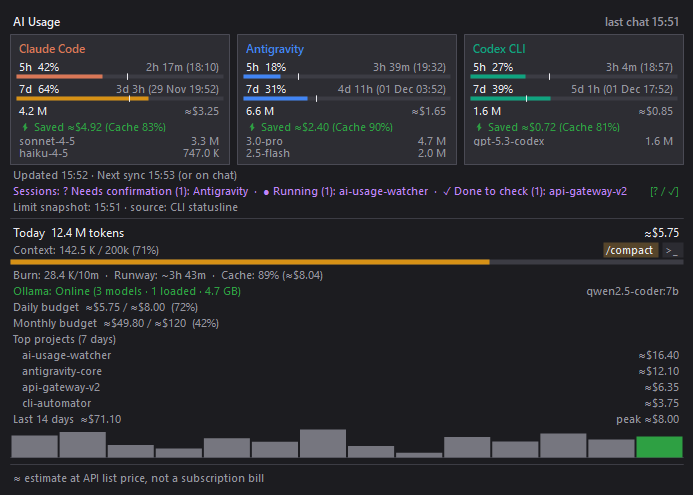 AI Usage last chat 15:51
Claude Code
5h 42% 2h 17m (18:10)
7d 64% 3d 3h (29 Nov 19:52)
4.2 M ≈$3.25
Saved ≈$4.92 (Cache 83%)
sonnet-4-5 3.3 M
haiku-4-5 747.0 K
Antigravity
5h 18% 3h 39m (19:32)
7d 31% 4d 11h (01 Dec 03:52)
6.6 M ≈$1.65
Saved ≈$2.40 (Cache 90%)
3.0-pro 4.7 M
2.5-flash 2.0 M
Codex CLI
5h 27% 3h 4m (18:57)
7d 39% 5d 1h (01 Dec 17:52)
1.6 M ≈$0.85
Saved ≈$0.72 (Cache 81%)
gpt-5.3-codex 1.6 M
Updated 15:52 · Next sync 15:53 (or on chat)
Sessions: ? Needs confirmation (1): Antigravity · ● Running (1): ai-usage-watcher · ✓ Done to check (1): api-gateway-v2 [? / ✓]
Limit snapshot: 15:51 · source: CLI statusline
Today 12.4 M tokens ≈$5.75
Context: 142.5 K / 200k (71%) /compact >_
Burn: 28.4 K/10m · Runway: ~3h 43m · Cache: 89% (≈$8.04)
Ollama: Online (3 models · 1 loaded · 4.7 GB) qwen2.5-coder:7b
Daily budget ≈$5.75 / ≈$8.00 (72%)
Monthly budget ≈$49.80 / ≈$120 (42%)
Top projects (7 days)
ai-usage-watcher ≈$16.40
antigravity-core ≈$12.10
api-gateway-v2 ≈$6.35
cli-automator ≈$3.75
Last 14 days ≈$71.10 peak ≈$8.00
≈ estimate at API list price, not a subscription bill